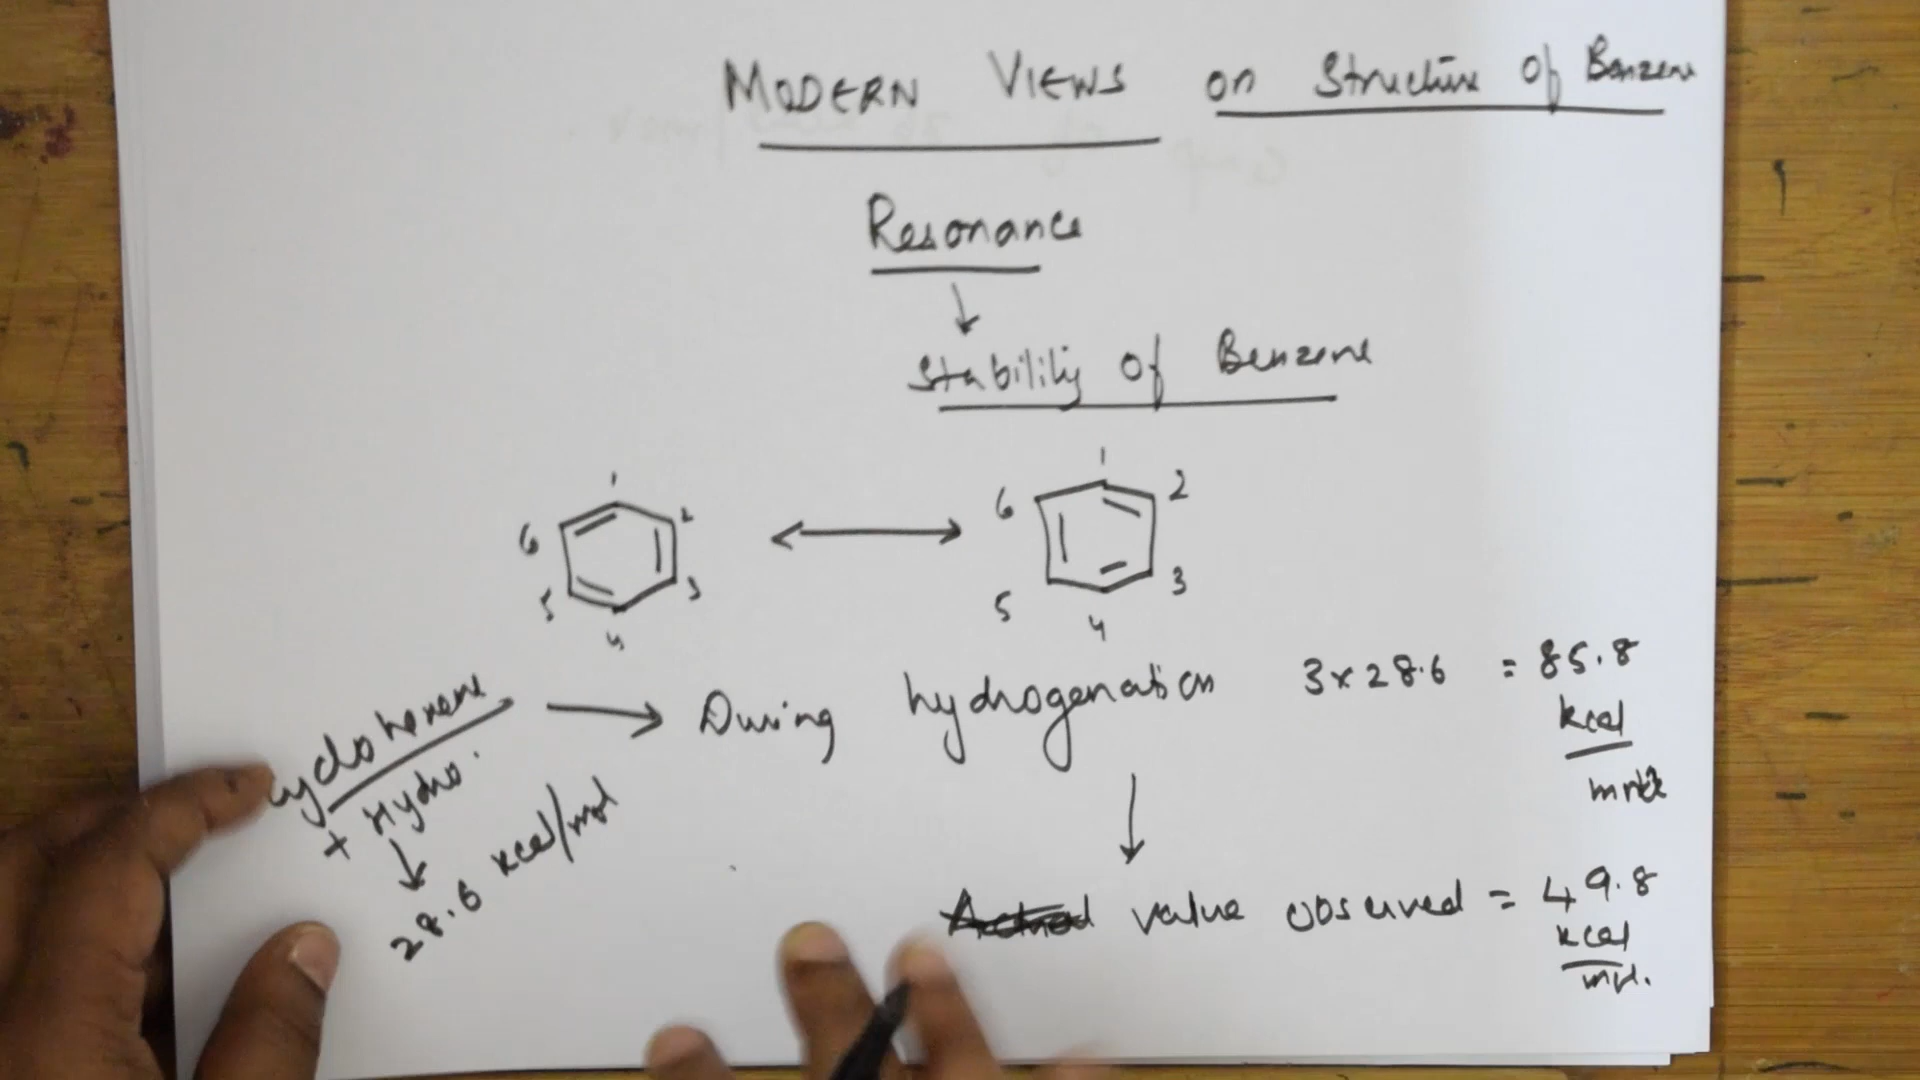 MODERN VIEWS on Structure Of Benzene
Resonance
↓
Stability Of Benzene
1
6 2
5 3
4
1
6 2
5 3
4
yclohexene
+ Hydro.
↓
28.6 kcal/mol
→ During hydrogenation 3 x 28.6 = 85.8
kcal
mole
↓
value observed = 49.8
kcal
mol.